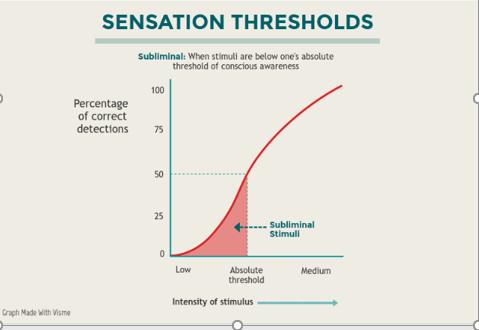 SENSATION THRESHOLDS
Subliminal: When stimuli are below one's absolute
threshold of conscious awareness
Percentage
of correct
detections
100
75
50
25
0
Subliminal
Stimuli
Low
Absolute
threshold
Medium
Intensity of stimulus
Graph Made With Visme